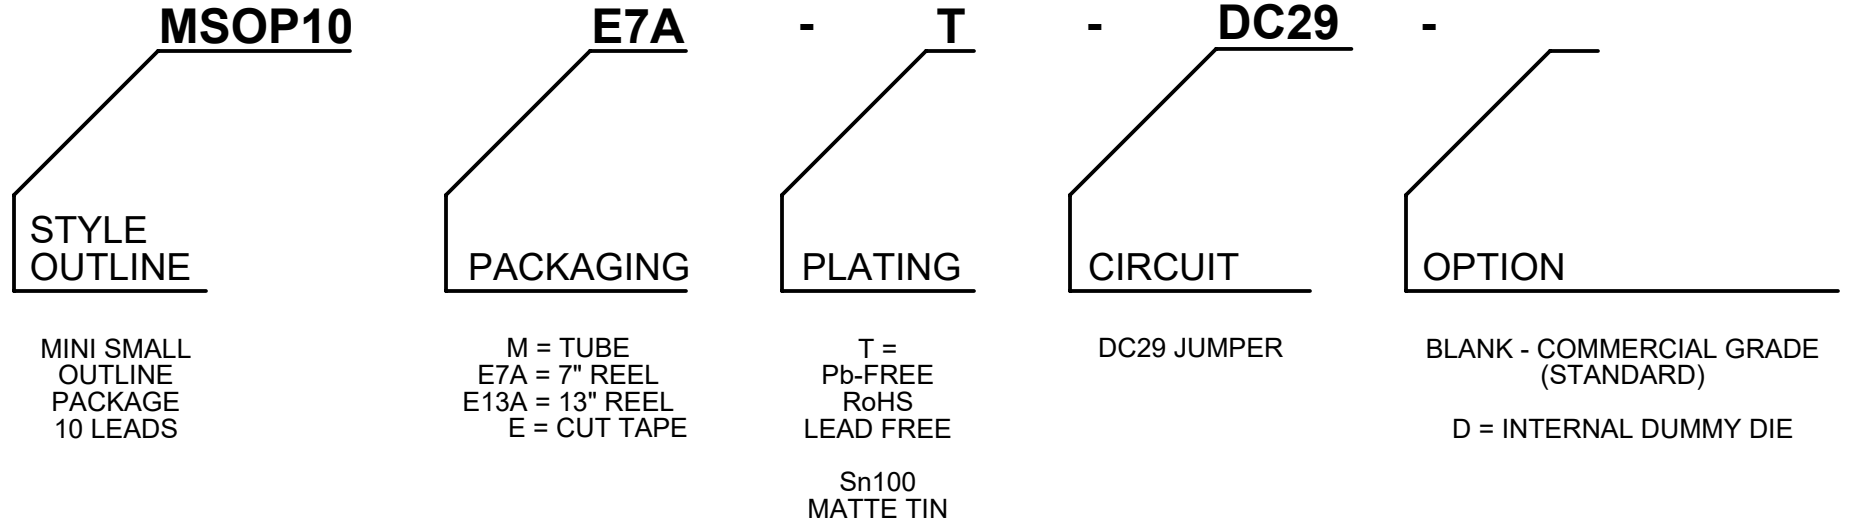 MSOP10 E7A - T - DC29 -
STYLE
OUTLINE
PACKAGING
PLATING
CIRCUIT
OPTION
MINI SMALL
OUTLINE
PACKAGE
10 LEADS
M = TUBE
E7A = 7" REEL
E13A = 13" REEL
E = CUT TAPE
T =
Pb-FREE
RoHS
LEAD FREE
Sn100
MATTE TIN
DC29 JUMPER
BLANK - COMMERCIAL GRADE
(STANDARD)
D = INTERNAL DUMMY DIE